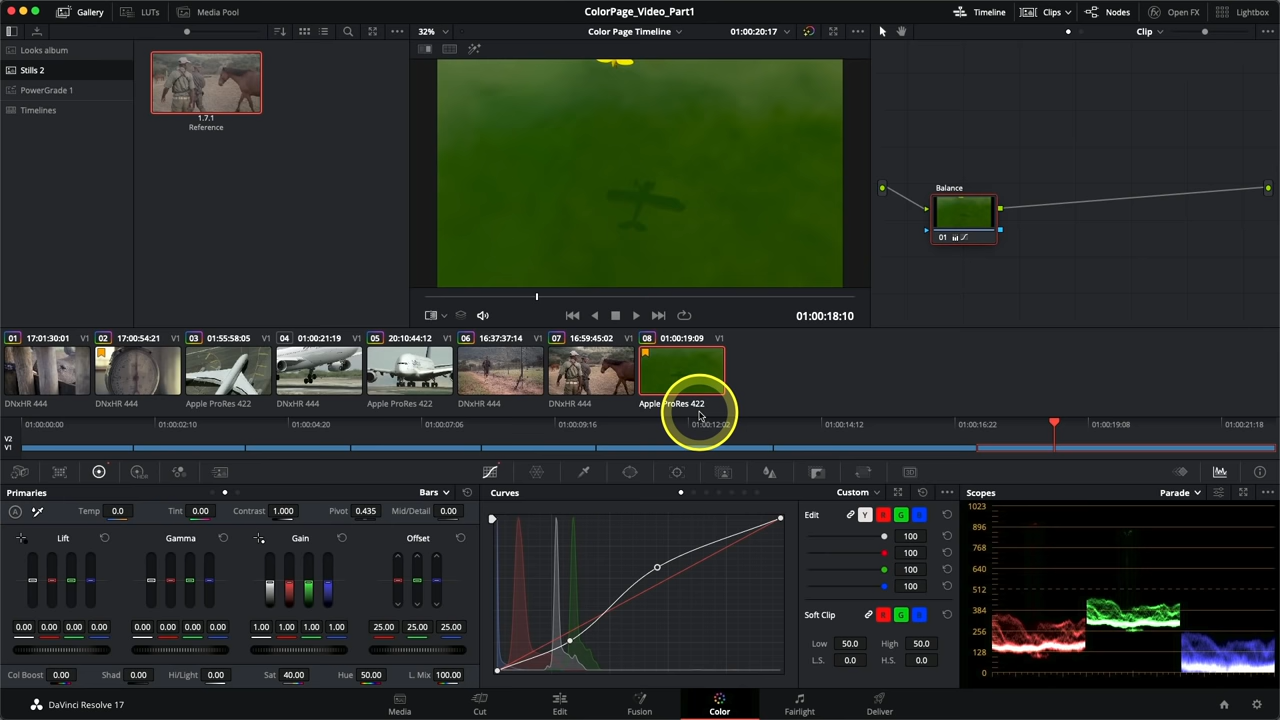 Gallery LUTs Media Pool ColorPage_Video_Part1 Timeline Clips Nodes Open FX Lightbox
32% Color Page Timeline 01:00:20:17 Clip
Looks album
Stills 2
PowerGrade 1
Timelines
1.7.1
Reference
Balance
01
01:00:18:10
01 17:01:30:01 V1 02 17:00:54:21 V1 03 01:55:58:05 V1 04 01:00:21:19 V1 05 20:10:44:12 V1 06 16:37:37:14 V1 07 16:59:45:02 V1 08 01:00:19:09 V1
DNxHR 444 DNxHR 444 Apple ProRes 422 DNxHR 444 Apple ProRes 422 DNxHR 444 DNxHR 444 Apple ProRes 422
01:00:00:00 01:00:02:10 01:00:04:20 01:00:07:06 01:00:09:16 01:00:12:02 01:00:14:12 01:00:16:22 01:00:19:08 01:00:21:18
V2
V1
Primaries Bars Curves Custom Scopes Parade
Temp 0.0 Tint 0.00 Contrast 1.000 Pivot 0.435 Mid/Detail 0.00
Lift Gamma Gain Offset
0.00 0.00 0.00 0.00 0.00 0.00 0.00 0.00 1.00 1.00 1.00 1.00 25.00 25.00 25.00
Col Boost 0.00 Shad 0.00 Hi/Light 0.00 Sat 40.00 Hue 50.00 L. Mix 100.00
Edit Y R G B
100
100
100
100
Soft Clip R G B
Low 50.0 High 50.0
L.S. 0.0 H.S. 0.0
1023
896
768
640
512
384
256
128
0
DaVinci Resolve 17 Media Cut Edit Fusion Color Fairlight Deliver